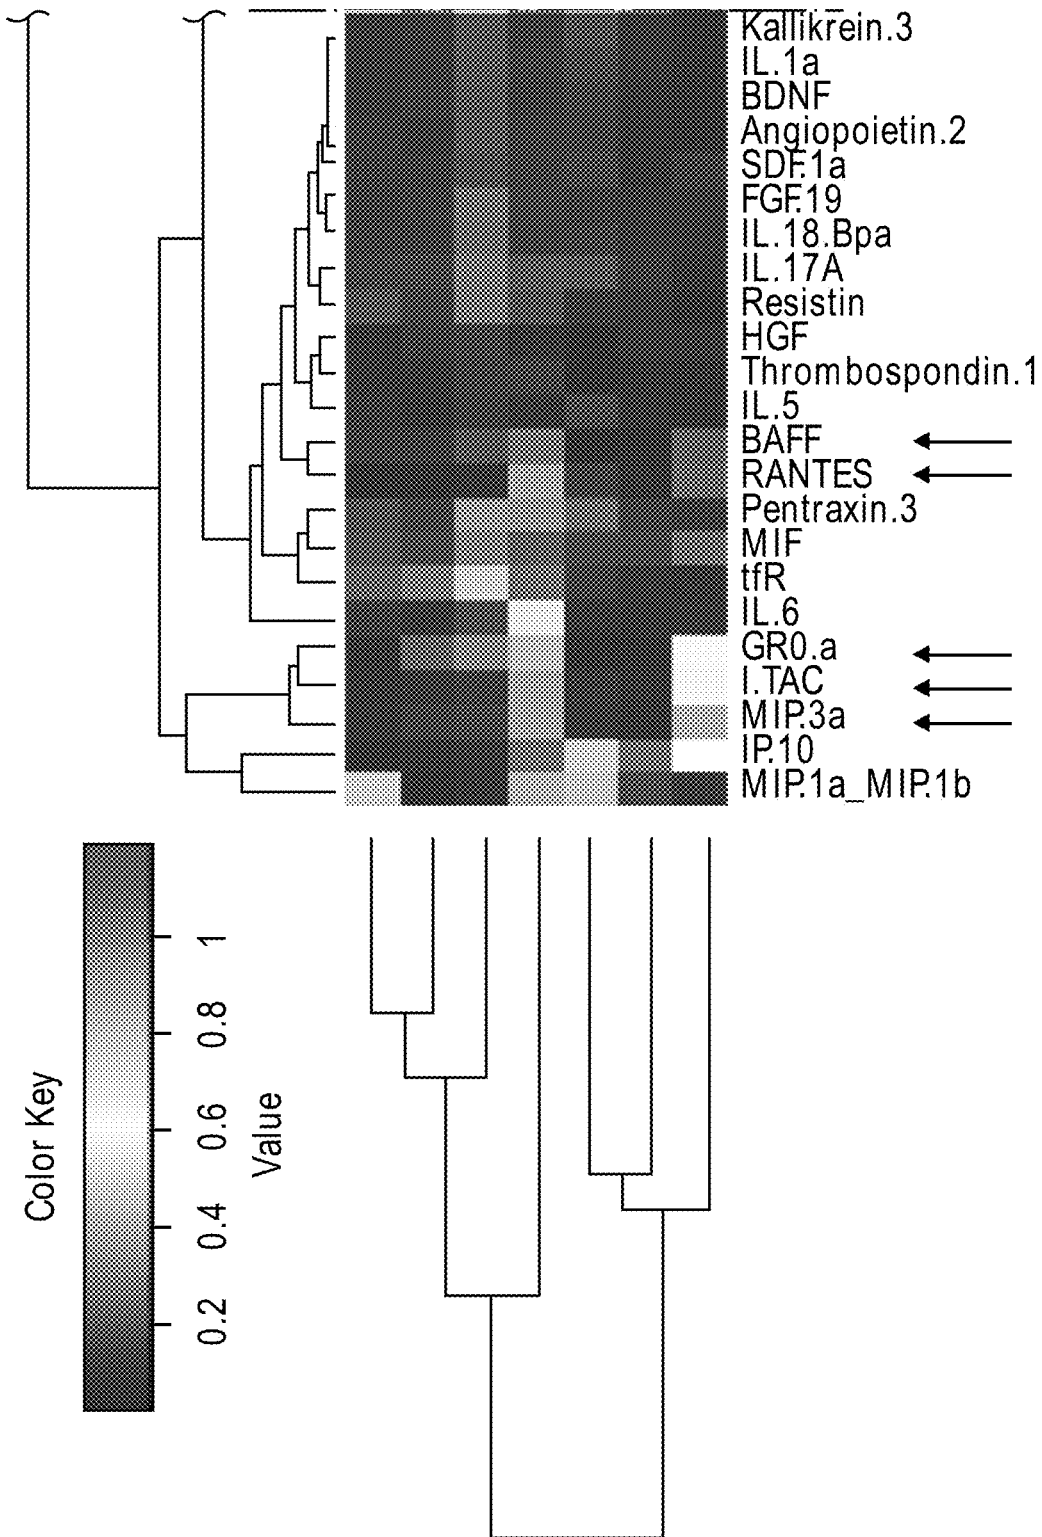 Kallikrein.3
IL.1a
BDNF
Angiopoietin.2
SDF.1a
FGF.19
IL.18.Bpa
IL.17A
Resistin
HGF
Thrombospondin.1
IL.5
BAFF
RANTES
Pentraxin.3
MIF
tfR
IL.6
GR0.a
I.TAC
MIP.3a
IP.10
MIP.1a_MIP.1b
Color Key
0.2 0.4 0.6 0.8 1
Value